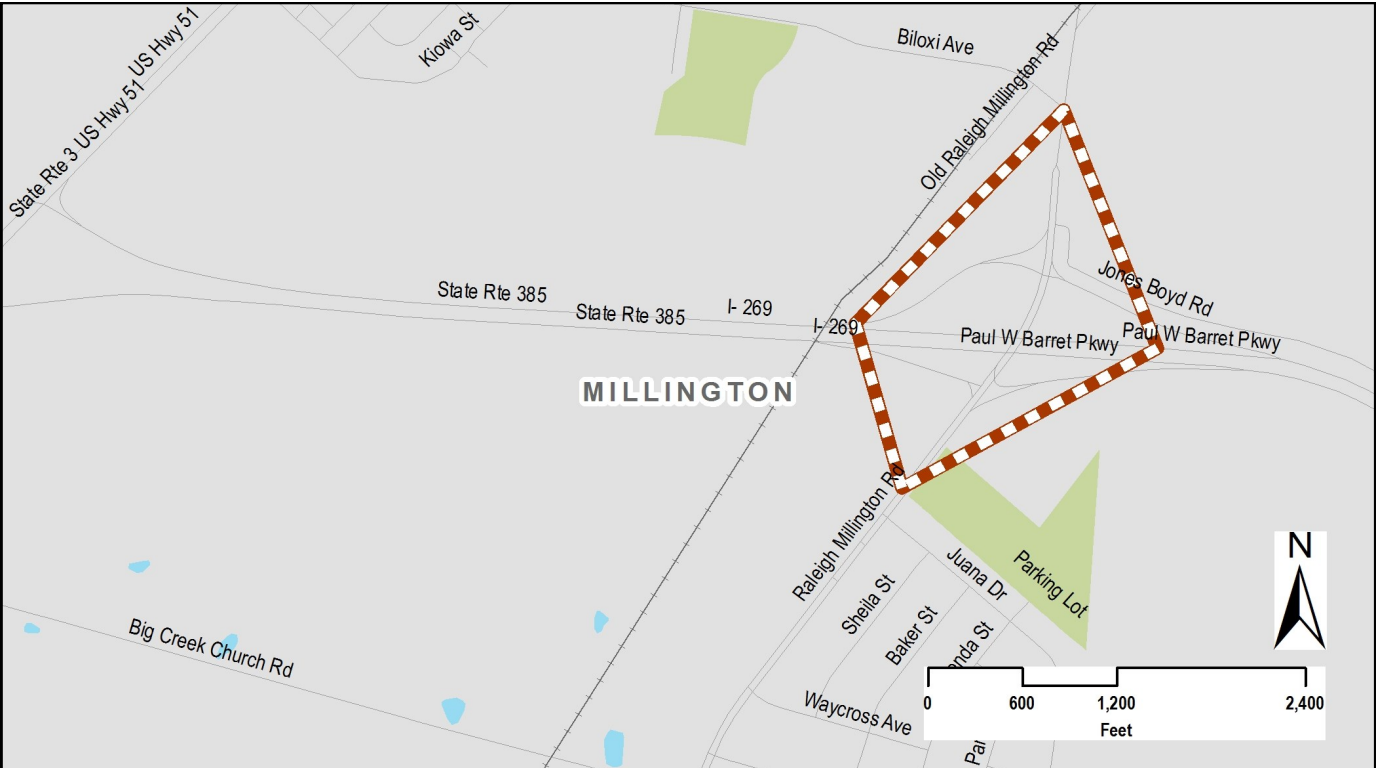 US Hwy 51
Kiowa St
Biloxi Ave
US Hwy 51
Old Raleigh Millington Rd
State Rte 3
Jones Boyd Rd
State Rte 385
I- 269
State Rte 385
I- 269
Paul W Barret Pkwy
Paul W Barret Pkwy
MILLINGTON
Raleigh Millington Rd
N
Juana Dr
Parking Lot
Sheila St
Baker St
enda St
Big Creek Church Rd
Waycross Ave
Par
0 600 1,200 2,400
Feet